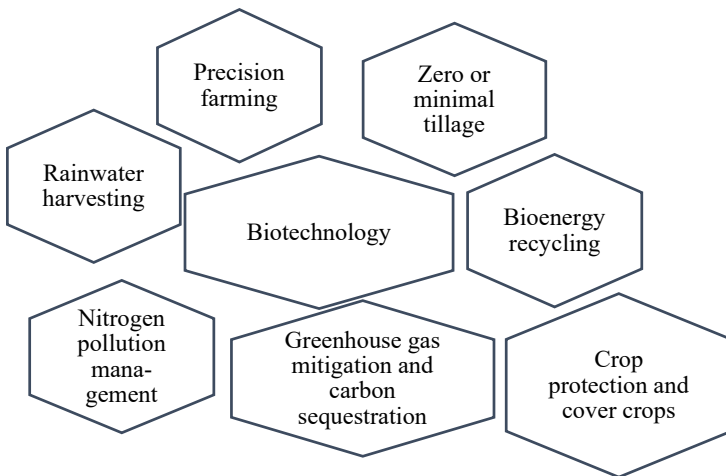 Precision
farming
Zero or
minimal
tillage
Rainwater
harvesting
Biotechnology
Bioenergy
recycling
Nitrogen
pollution
mana-
gement
Greenhouse gas
mitigation and
carbon
sequestration
Crop
protection and
cover crops